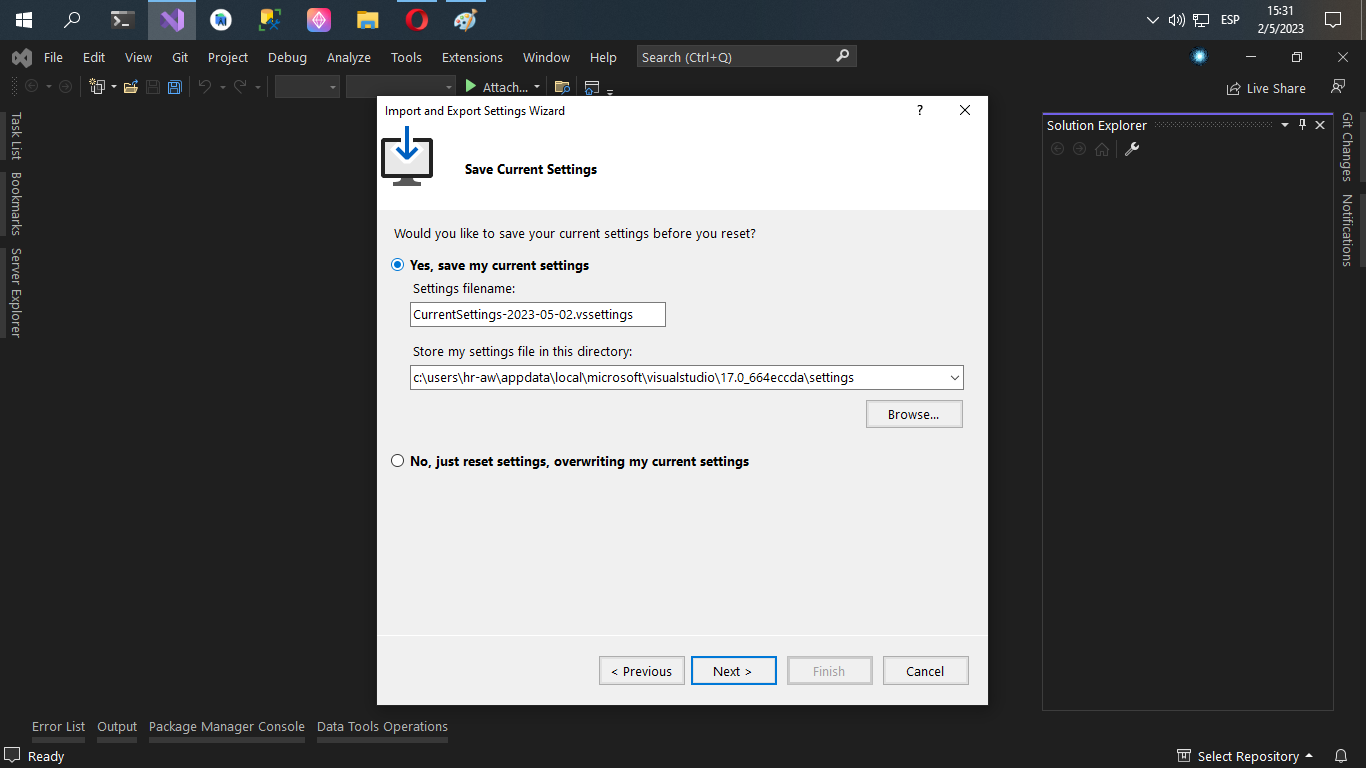 ESP
15:31
2/5/2023
File Edit View Git Project Debug Analyze Tools Extensions Window Help Search (Ctrl+Q)
Attach...
Live Share
Task List
Bookmarks
Server Explorer
Import and Export Settings Wizard
?
Save Current Settings
Would you like to save your current settings before you reset?
Yes, save my current settings
Settings filename:
CurrentSettings-2023-05-02.vssettings
Store my settings file in this directory:
c:\users\hr-aw\appdata\local\microsoft\visualstudio\17.0_664eccda\settings
Browse...
No, just reset settings, overwriting my current settings
< Previous Next > Finish Cancel
Solution Explorer
Git Changes
Notifications
Error List Output Package Manager Console Data Tools Operations
Ready
Select Repository